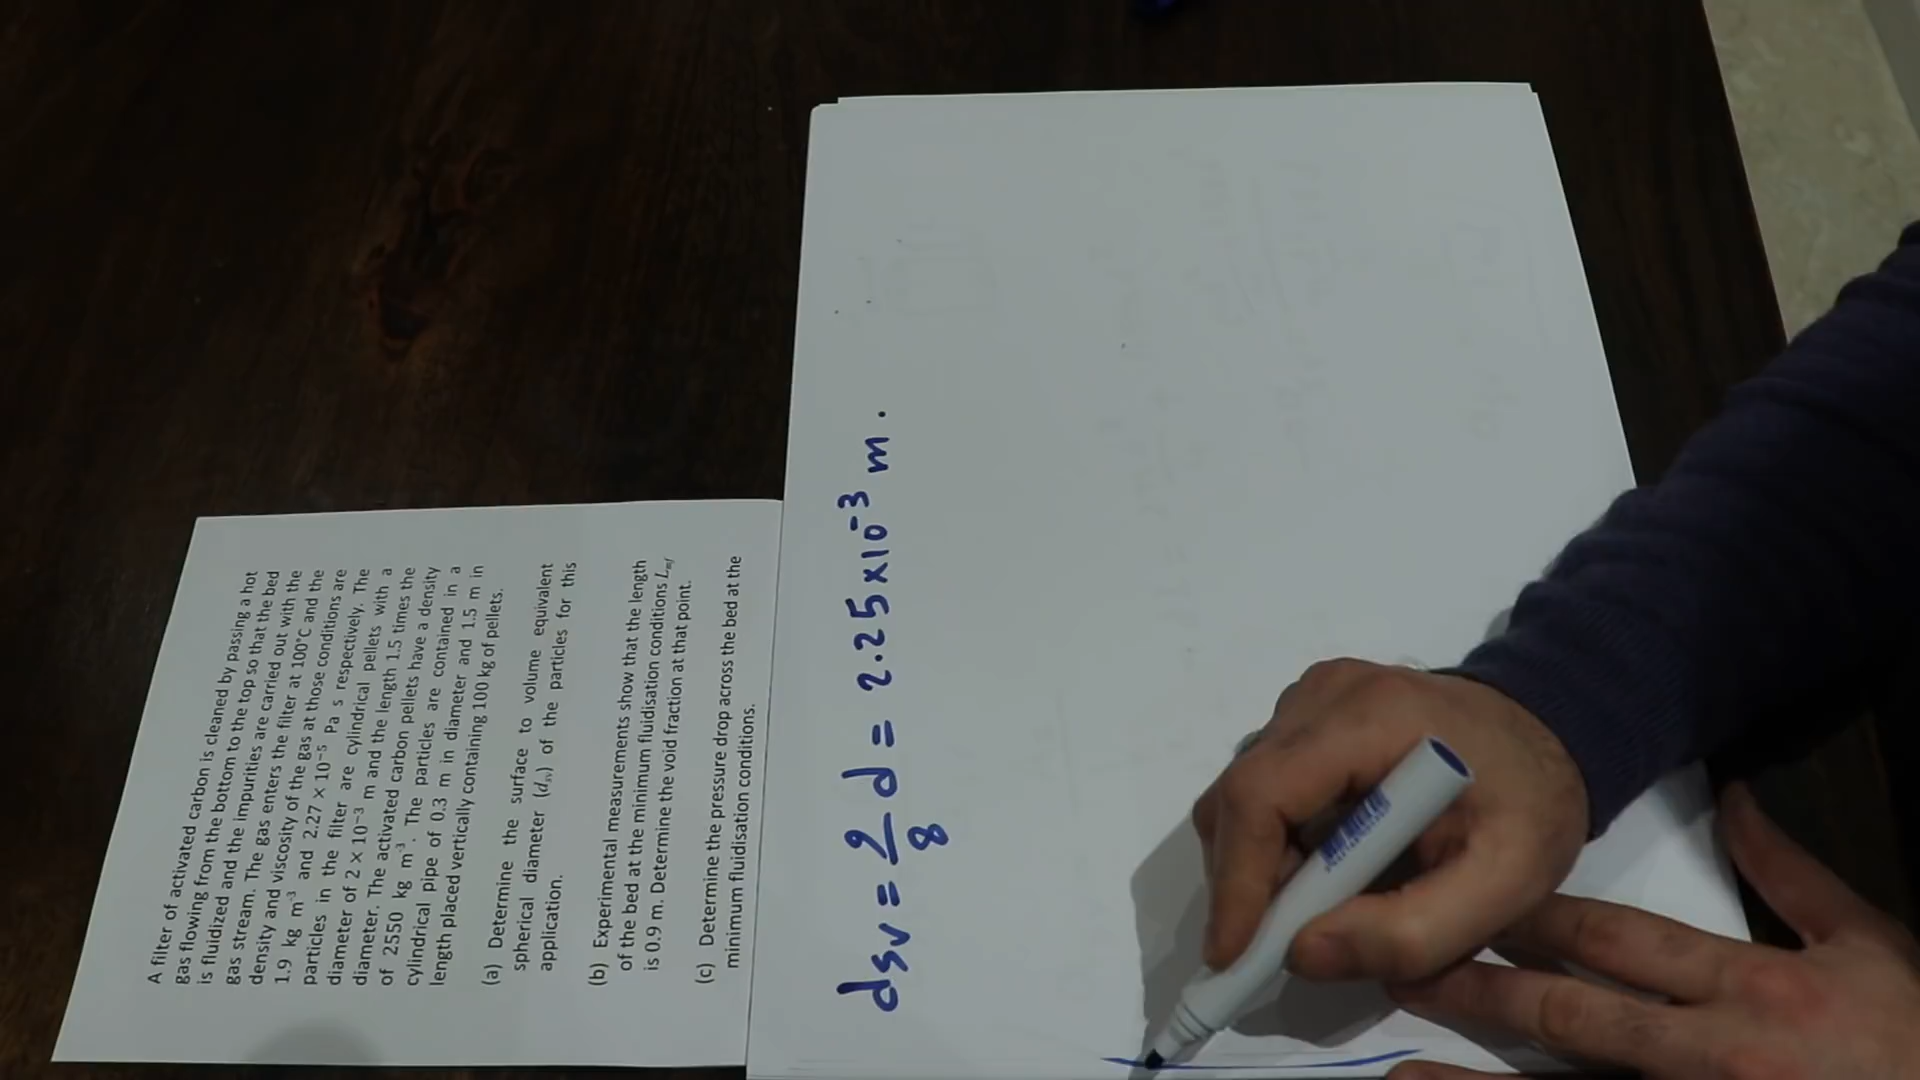 A filter of activated carbon is cleaned by passing a hot
gas flowing from the bottom to the top so that the bed
is fluidized and the impurities are carried out with the
gas stream. The gas enters the filter at 100°C and the
density and viscosity of the gas at those conditions are
1.9 kg m⁻³ and 2.27 × 10⁻⁵ Pa s respectively. The
particles in the filter are cylindrical pellets with a
diameter of 2 × 10⁻³ m and the length 1.5 times the
diameter. The activated carbon pellets have a density
of 2550 kg m⁻³. The particles are contained in a
cylindrical pipe of 0.3 m in diameter and 1.5 m in
length placed vertically containing 100 kg of pellets.
(a) Determine the surface to volume equivalent
spherical diameter (dsv) of the particles for this
application.
(b) Experimental measurements show that the length
of the bed at the minimum fluidisation conditions Lmf
is 0.9 m. Determine the void fraction at that point.
(c) Determine the pressure drop across the bed at the
minimum fluidisation conditions.
dsv = 9/8 d = 2.25×10⁻³ m.